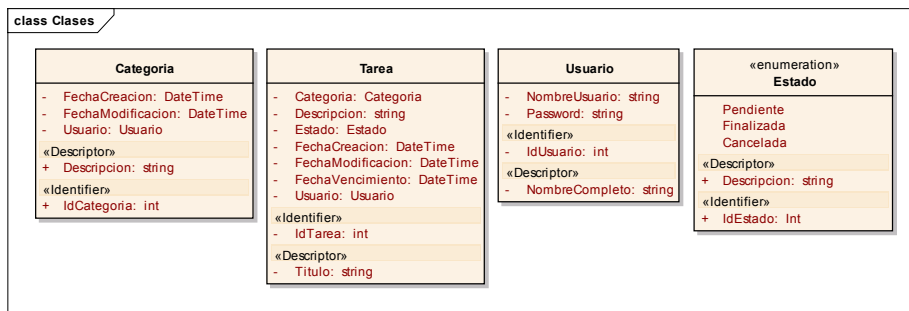 class Clases
Categoria
- FechaCreacion: DateTime
- FechaModificacion: DateTime
- Usuario: Usuario
«Descriptor»
+ Descripcion: string
«Identifier»
+ IdCategoria: int
Tarea
- Categoria: Categoria
- Descripcion: string
- Estado: Estado
- FechaCreacion: DateTime
- FechaModificacion: DateTime
- FechaVencimiento: DateTime
- Usuario: Usuario
«Identifier»
- IdTarea: int
«Descriptor»
- Titulo: string
Usuario
- NombreUsuario: string
- Password: string
«Identifier»
- IdUsuario: int
«Descriptor»
- NombreCompleto: string
«enumeration»
Estado
Pendiente
Finalizada
Cancelada
«Descriptor»
+ Descripcion: string
«Identifier»
+ IdEstado: Int